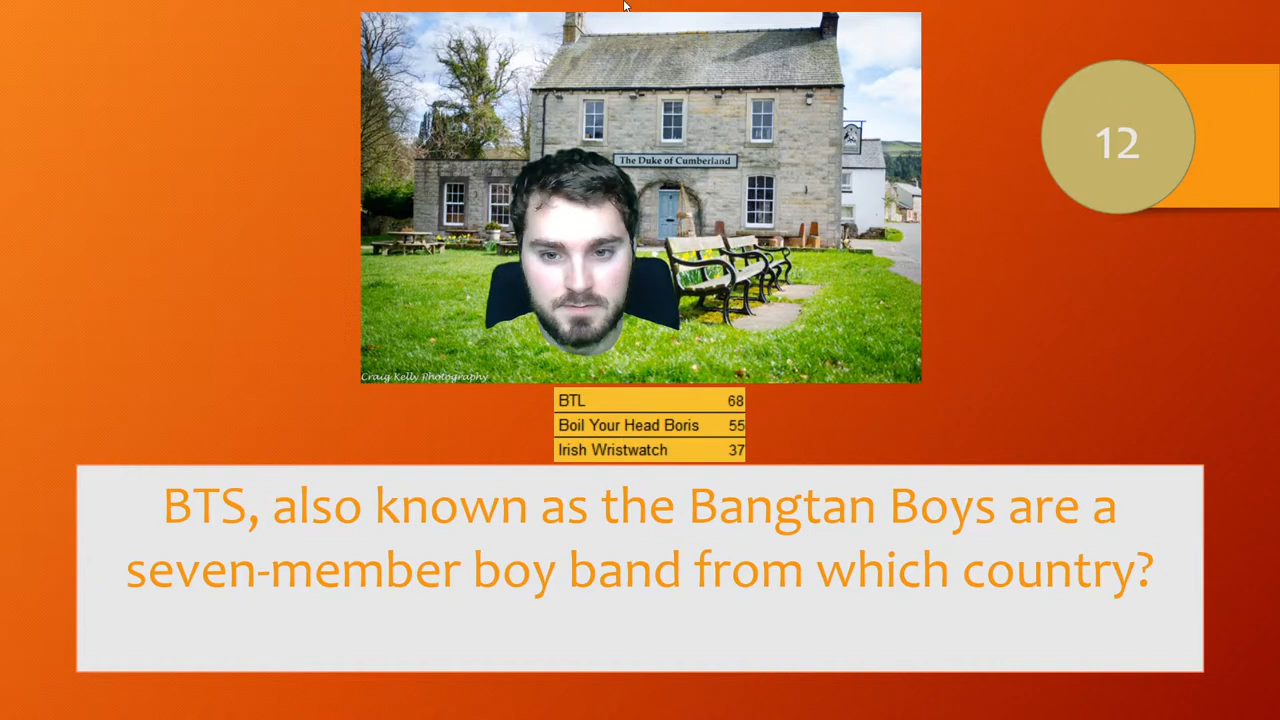 The Duke of Cumberland
12
Craig Kelly Photography
BTL 68
Boil Your Head Boris 55
Irish Wristwatch 37
BTS, also known as the Bangtan Boys are a
seven-member boy band from which country?